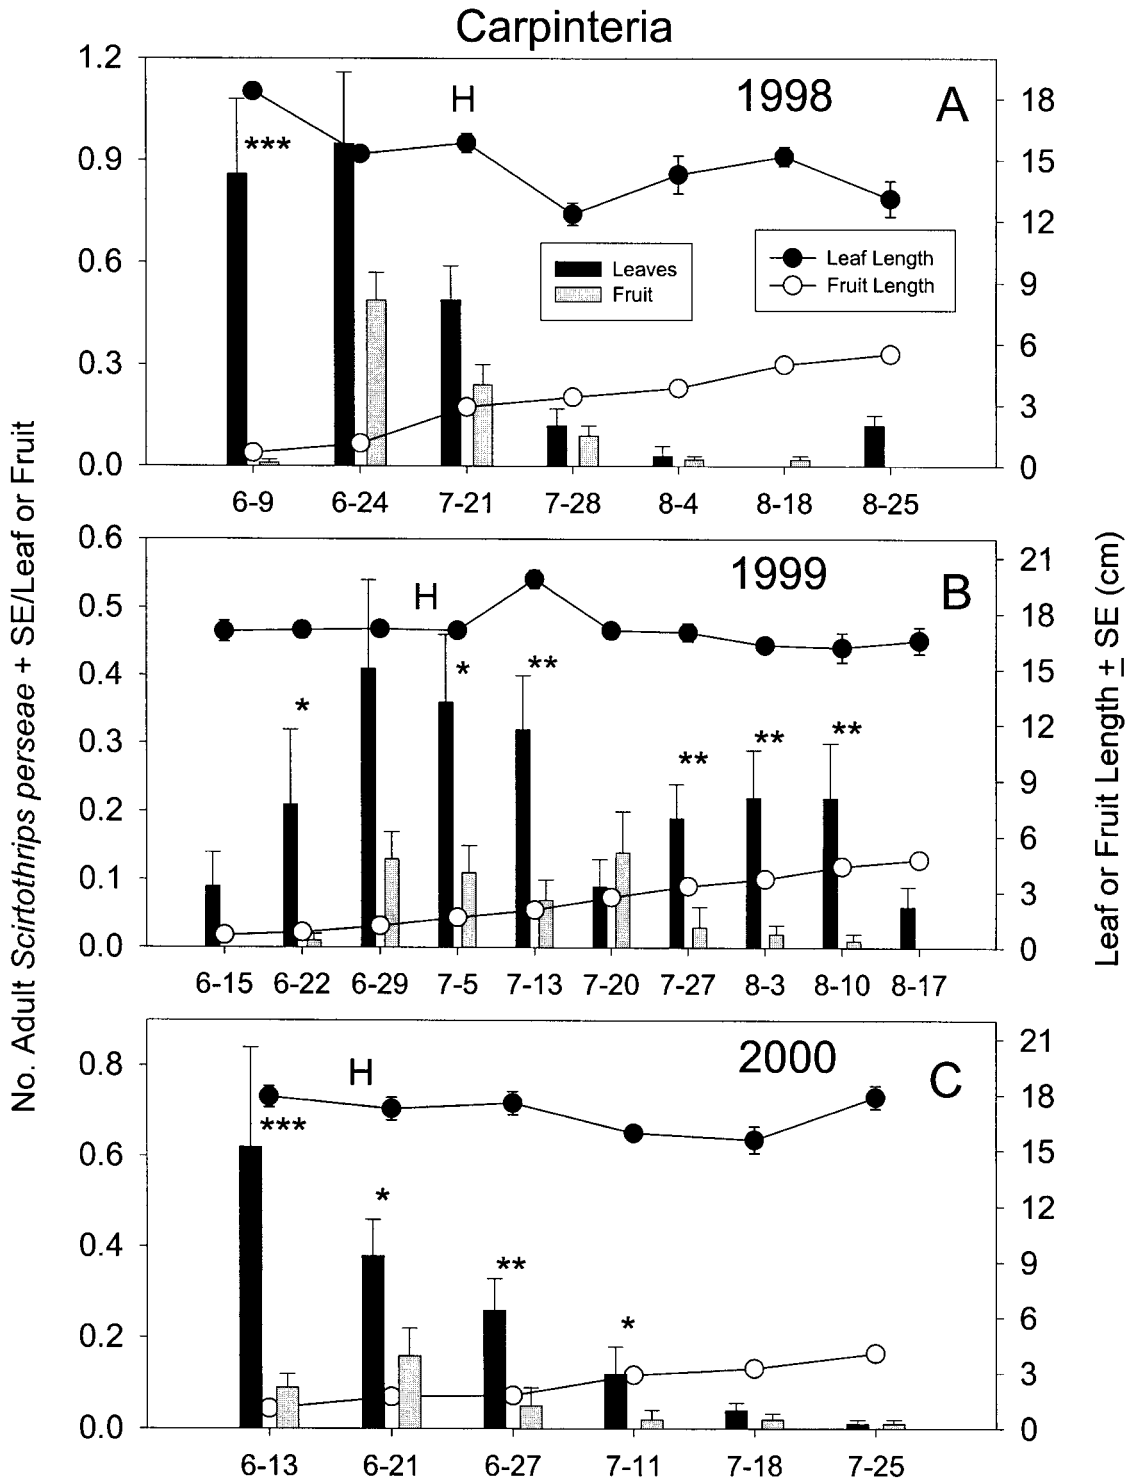 Carpinteria
1998
A
H
***
1.2
0.9
0.6
0.3
0.0
18
15
12
9
6
3
0
Leaves
Fruit
Leaf Length
Fruit Length
6-9 6-24 7-21 7-28 8-4 8-18 8-25
No. Adult Scirtothrips perseae + SE/Leaf or Fruit
Leaf or Fruit Length ± SE (cm)
1999
B
H
* * ** ** ** **
0.6
0.5
0.4
0.3
0.2
0.1
0.0
21
18
15
12
9
6
3
0
6-15 6-22 6-29 7-5 7-13 7-20 7-27 8-3 8-10 8-17
2000
C
H
*** * ** *
0.8
0.6
0.4
0.2
0.0
21
18
15
12
9
6
3
0
6-13 6-21 6-27 7-11 7-18 7-25